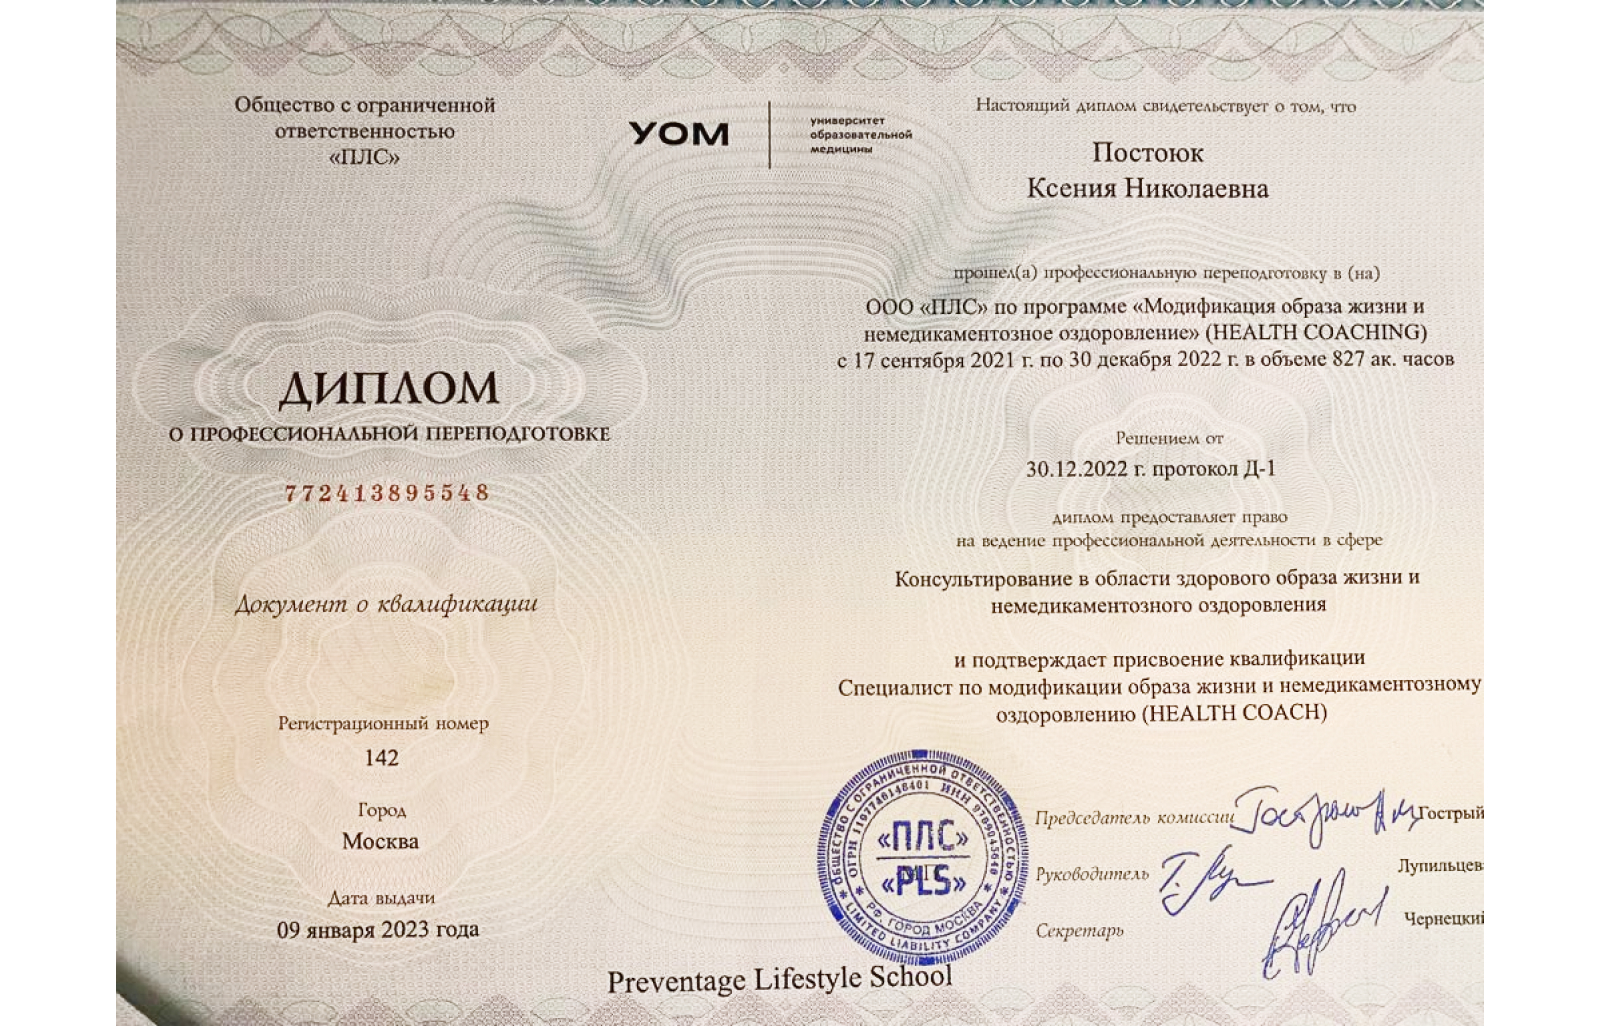 Общество с ограниченной
ответственностью
«ПЛС»
УОМ
университет
образовательной
медицины
ДИПЛОМ
О ПРОФЕССИОНАЛЬНОЙ ПЕРЕПОДГОТОВКЕ
772413895548
Документ о квалификации
Регистрационный номер
142
Город
Москва
Дата выдачи
09 января 2023 года
Настоящий диплом свидетельствует о том, что
Постоюк
Ксения Николаевна
прошел(а) профессиональную переподготовку в (на)
ООО «ПЛС» по программе «Модификация образа жизни и
немедикаментозное оздоровление» (HEALTH COACHING)
с 17 сентября 2021 г. по 30 декабря 2022 г. в объеме 827 ак. часов
Решением от
30.12.2022 г. протокол Д-1
диплом предоставляет право
на ведение профессиональной деятельности в сфере
Консультирование в области здорового образа жизни и
немедикаментозного оздоровления
и подтверждает присвоение квалификации
Специалист по модификации образа жизни и немедикаментозному
оздоровлению (HEALTH COACH)
Председатель комиссии Гострый
Руководитель Лупильцев
Секретарь Чернецкий
ОБЩЕСТВО С ОГРАНИЧЕННОЙ ОТВЕТСТВЕННОСТЬЮ
LIMITED LIABILITY COMPANY
ОГРН 1197746148401 ИНН 9709045640
РФ, ГОРОД МОСКВА
«ПЛС»
«PLS»
Preventage Lifestyle School